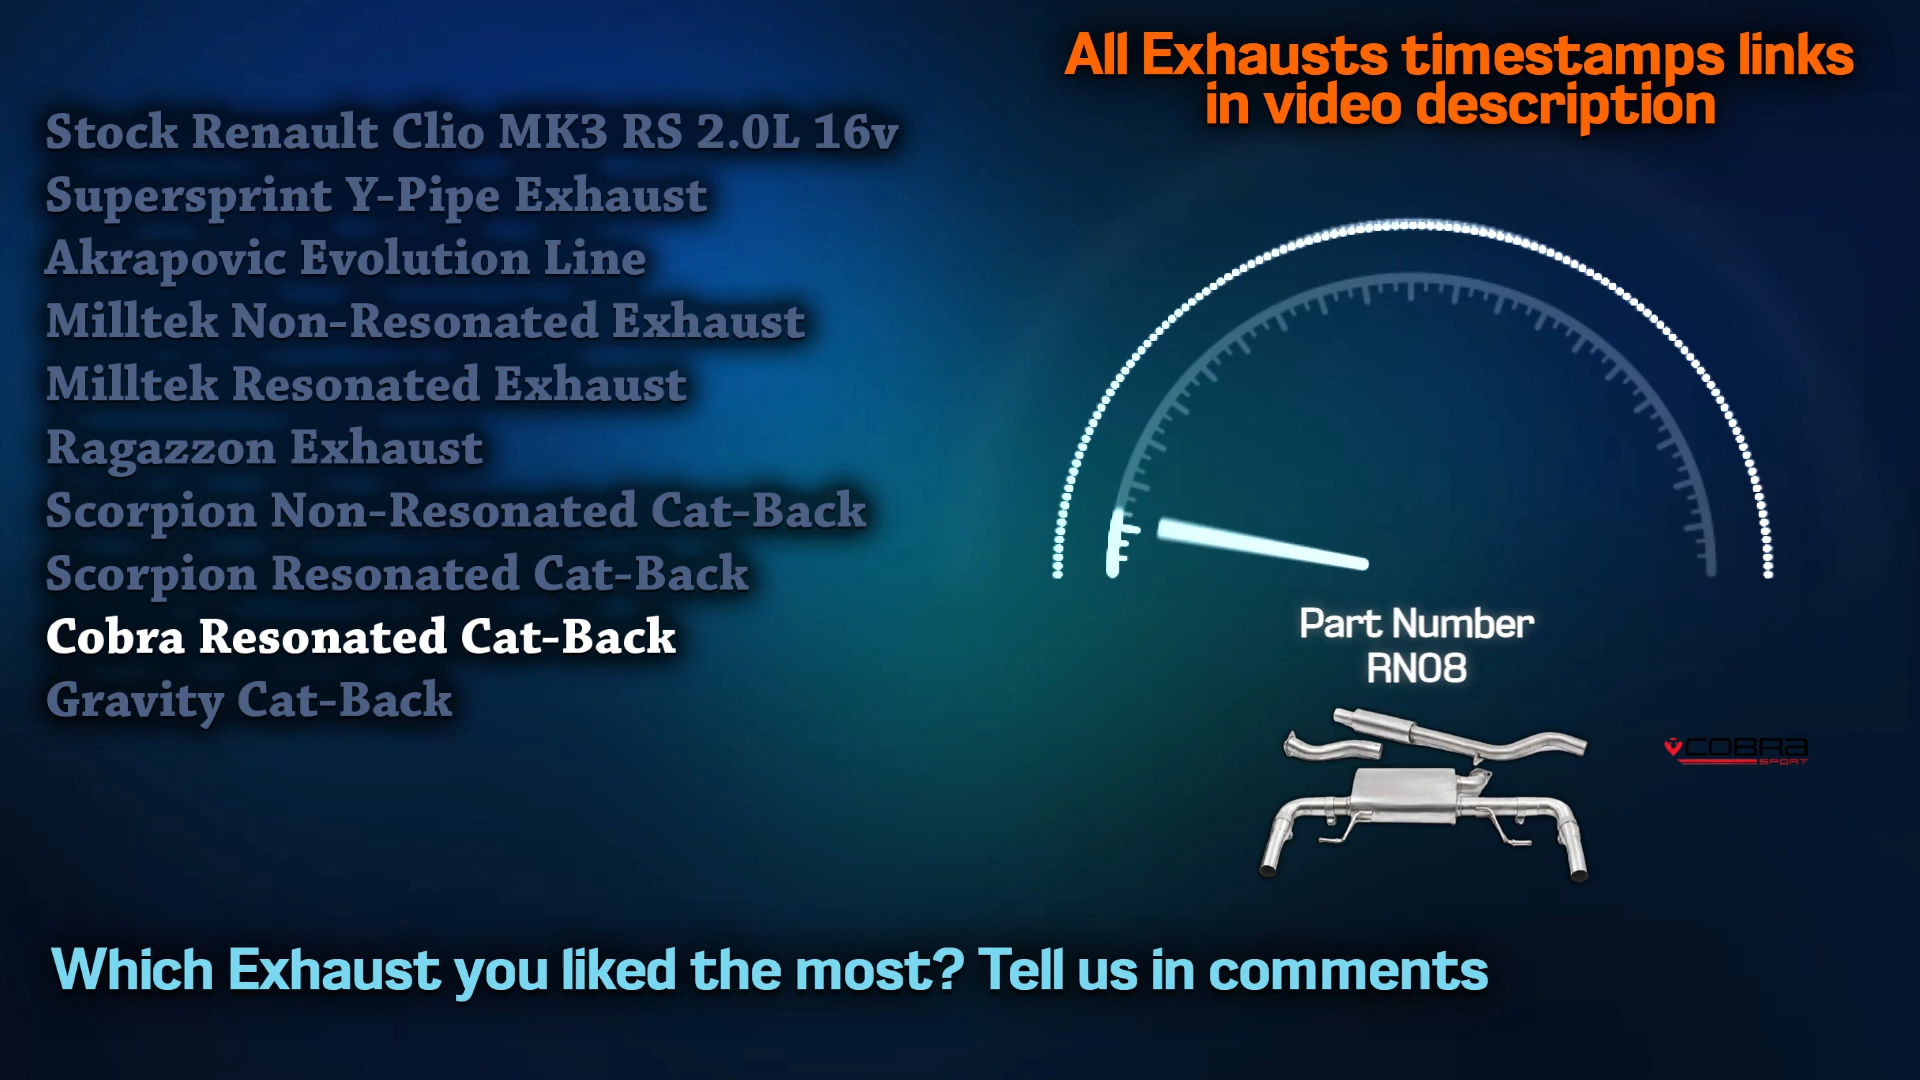 All Exhausts timestamps links
in video description
Stock Renault Clio MK3 RS 2.0L 16v
Supersprint Y-Pipe Exhaust
Akrapovic Evolution Line
Milltek Non-Resonated Exhaust
Milltek Resonated Exhaust
Ragazzon Exhaust
Scorpion Non-Resonated Cat-Back
Scorpion Resonated Cat-Back
Cobra Resonated Cat-Back
Gravity Cat-Back
Part Number
RN08
COBRA
SPORT
Which Exhaust you liked the most? Tell us in comments